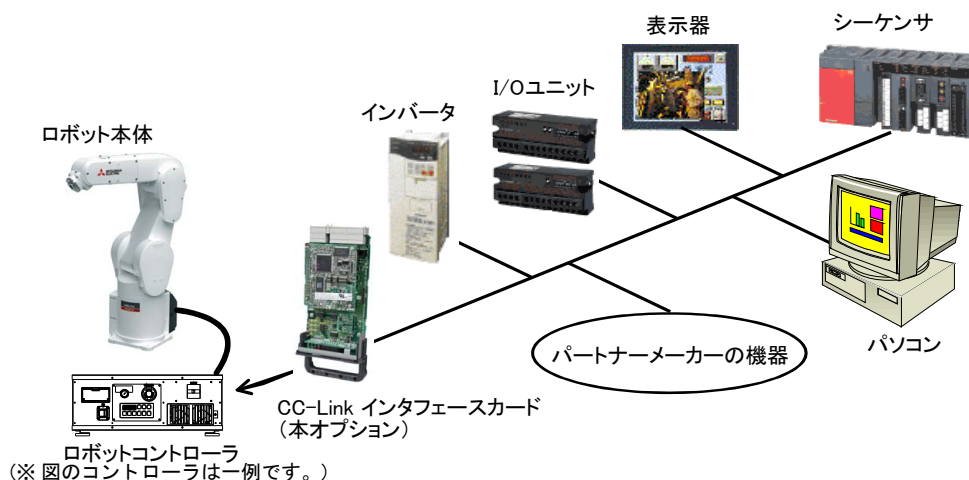 表示器
シーケンサ
I/Oユニット
インバータ
ロボット本体
パソコン
パートナーメーカーの機器
CC-Link インタフェースカード
(本オプション)
ロボットコントローラ
(※ 図のコントローラは一例です。)